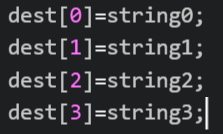 dest[0]=string0;
dest[1]=string1;
dest[2]=string2;
dest[3]=string3;